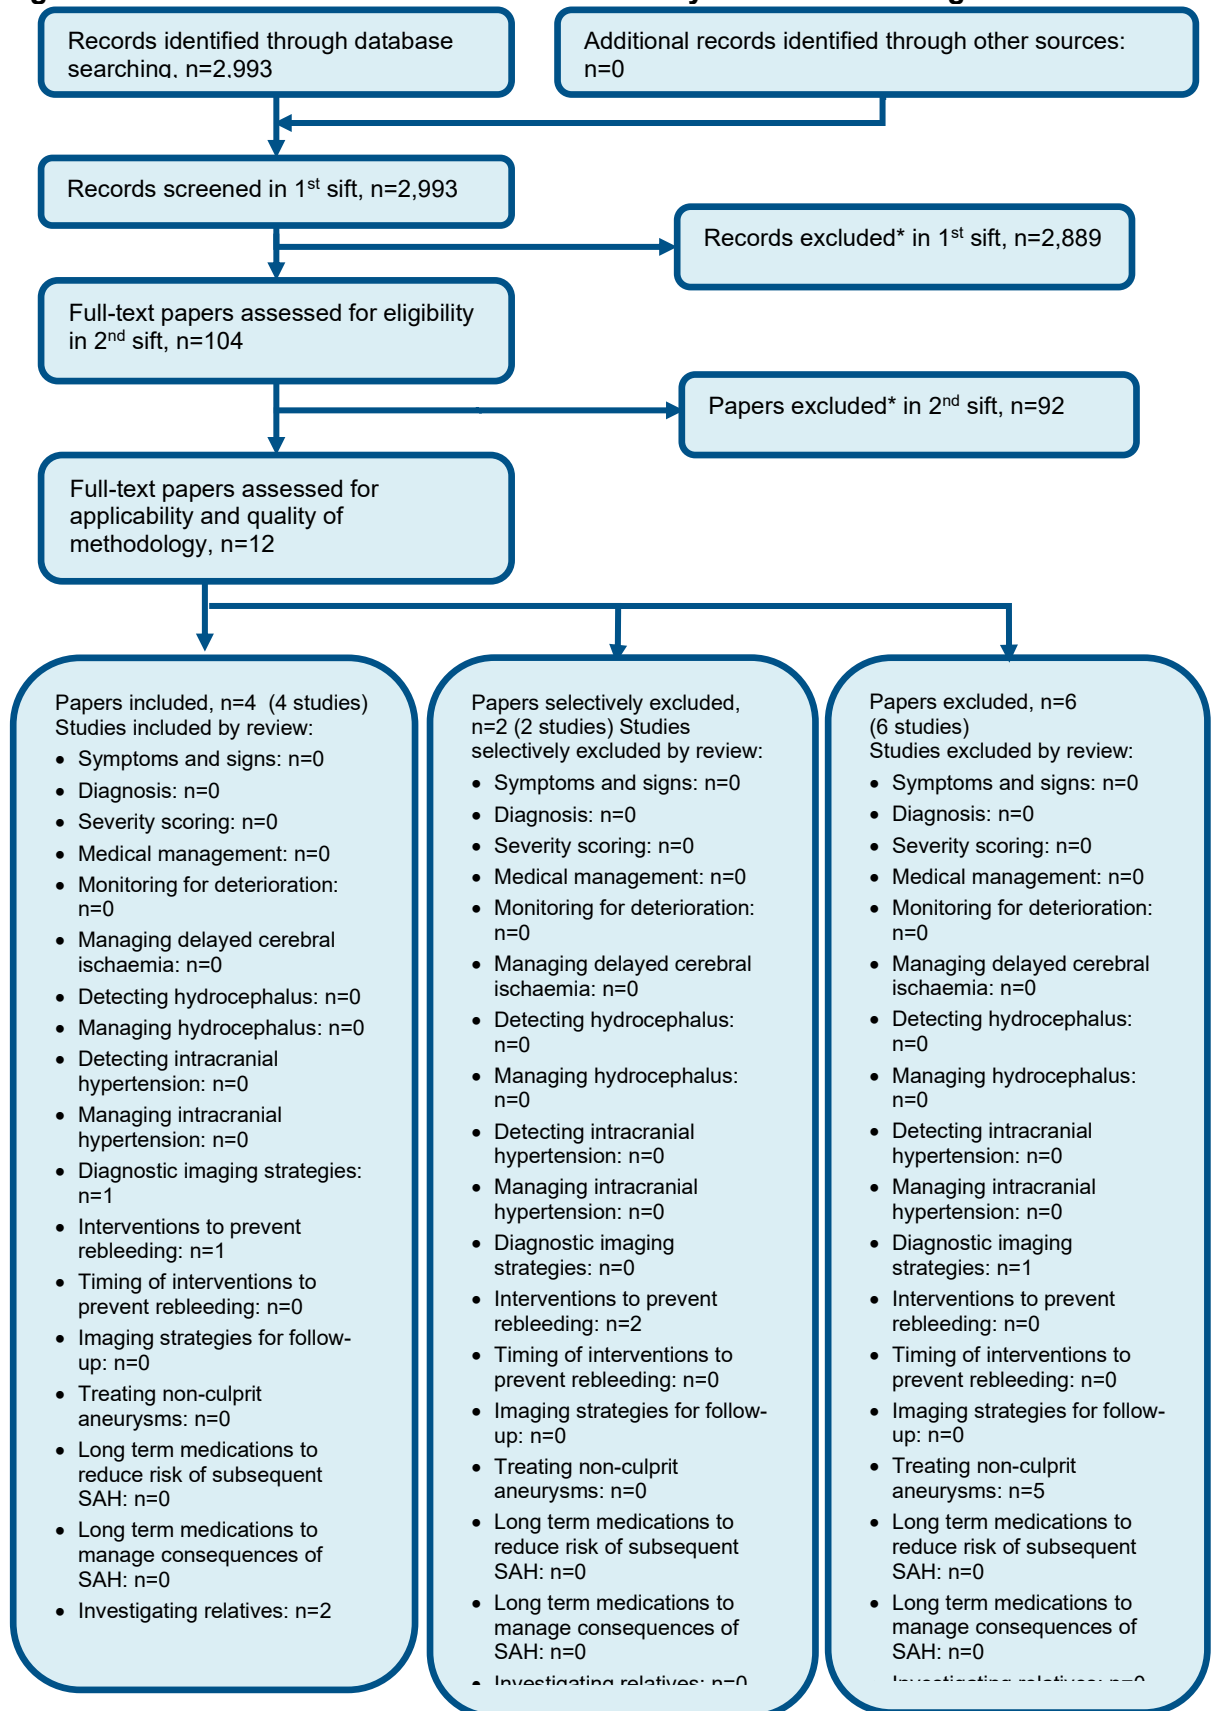 Records identified through database
searching, n=2,993
Additional records identified through other sources:
n=0
Records screened in 1st sift, n=2,993
Records excluded* in 1st sift, n=2,889
Full-text papers assessed for eligibility
in 2nd sift, n=104
Papers excluded* in 2nd sift, n=92
Full-text papers assessed for
applicability and quality of
methodology, n=12
Papers included, n=4 (4 studies)
Studies included by review:
• Symptoms and signs: n=0
• Diagnosis: n=0
• Severity scoring: n=0
• Medical management: n=0
• Monitoring for deterioration:
n=0
• Managing delayed cerebral
ischaemia: n=0
• Detecting hydrocephalus: n=0
• Managing hydrocephalus: n=0
• Detecting intracranial
hypertension: n=0
• Managing intracranial
hypertension: n=0
• Diagnostic imaging strategies:
n=1
• Interventions to prevent
rebleeding: n=1
• Timing of interventions to
prevent rebleeding: n=0
• Imaging strategies for follow-
up: n=0
• Treating non-culprit
aneurysms: n=0
• Long term medications to
reduce risk of subsequent
SAH: n=0
• Long term medications to
manage consequences of
SAH: n=0
• Investigating relatives: n=2
Papers selectively excluded,
n=2 (2 studies) Studies
selectively excluded by review:
• Symptoms and signs: n=0
• Diagnosis: n=0
• Severity scoring: n=0
• Medical management: n=0
• Monitoring for deterioration:
n=0
• Managing delayed cerebral
ischaemia: n=0
• Detecting hydrocephalus:
n=0
• Managing hydrocephalus:
n=0
• Detecting intracranial
hypertension: n=0
• Managing intracranial
hypertension: n=0
• Diagnostic imaging
strategies: n=0
• Interventions to prevent
rebleeding: n=2
• Timing of interventions to
prevent rebleeding: n=0
• Imaging strategies for follow-
up: n=0
• Treating non-culprit
aneurysms: n=0
• Long term medications to
reduce risk of subsequent
SAH: n=0
• Long term medications to
manage consequences of
SAH: n=0
• Investigating relatives: n=0
Papers excluded, n=6
(6 studies)
Studies excluded by review:
• Symptoms and signs: n=0
• Diagnosis: n=0
• Severity scoring: n=0
• Medical management: n=0
• Monitoring for deterioration:
n=0
• Managing delayed cerebral
ischaemia: n=0
• Detecting hydrocephalus:
n=0
• Managing hydrocephalus:
n=0
• Detecting intracranial
hypertension: n=0
• Managing intracranial
hypertension: n=0
• Diagnostic imaging
strategies: n=1
• Interventions to prevent
rebleeding: n=0
• Timing of interventions to
prevent rebleeding: n=0
• Imaging strategies for follow-
up: n=0
• Treating non-culprit
aneurysms: n=5
• Long term medications to
reduce risk of subsequent
SAH: n=0
• Long term medications to
manage consequences of
SAH: n=0
• Investigating relatives: n=0